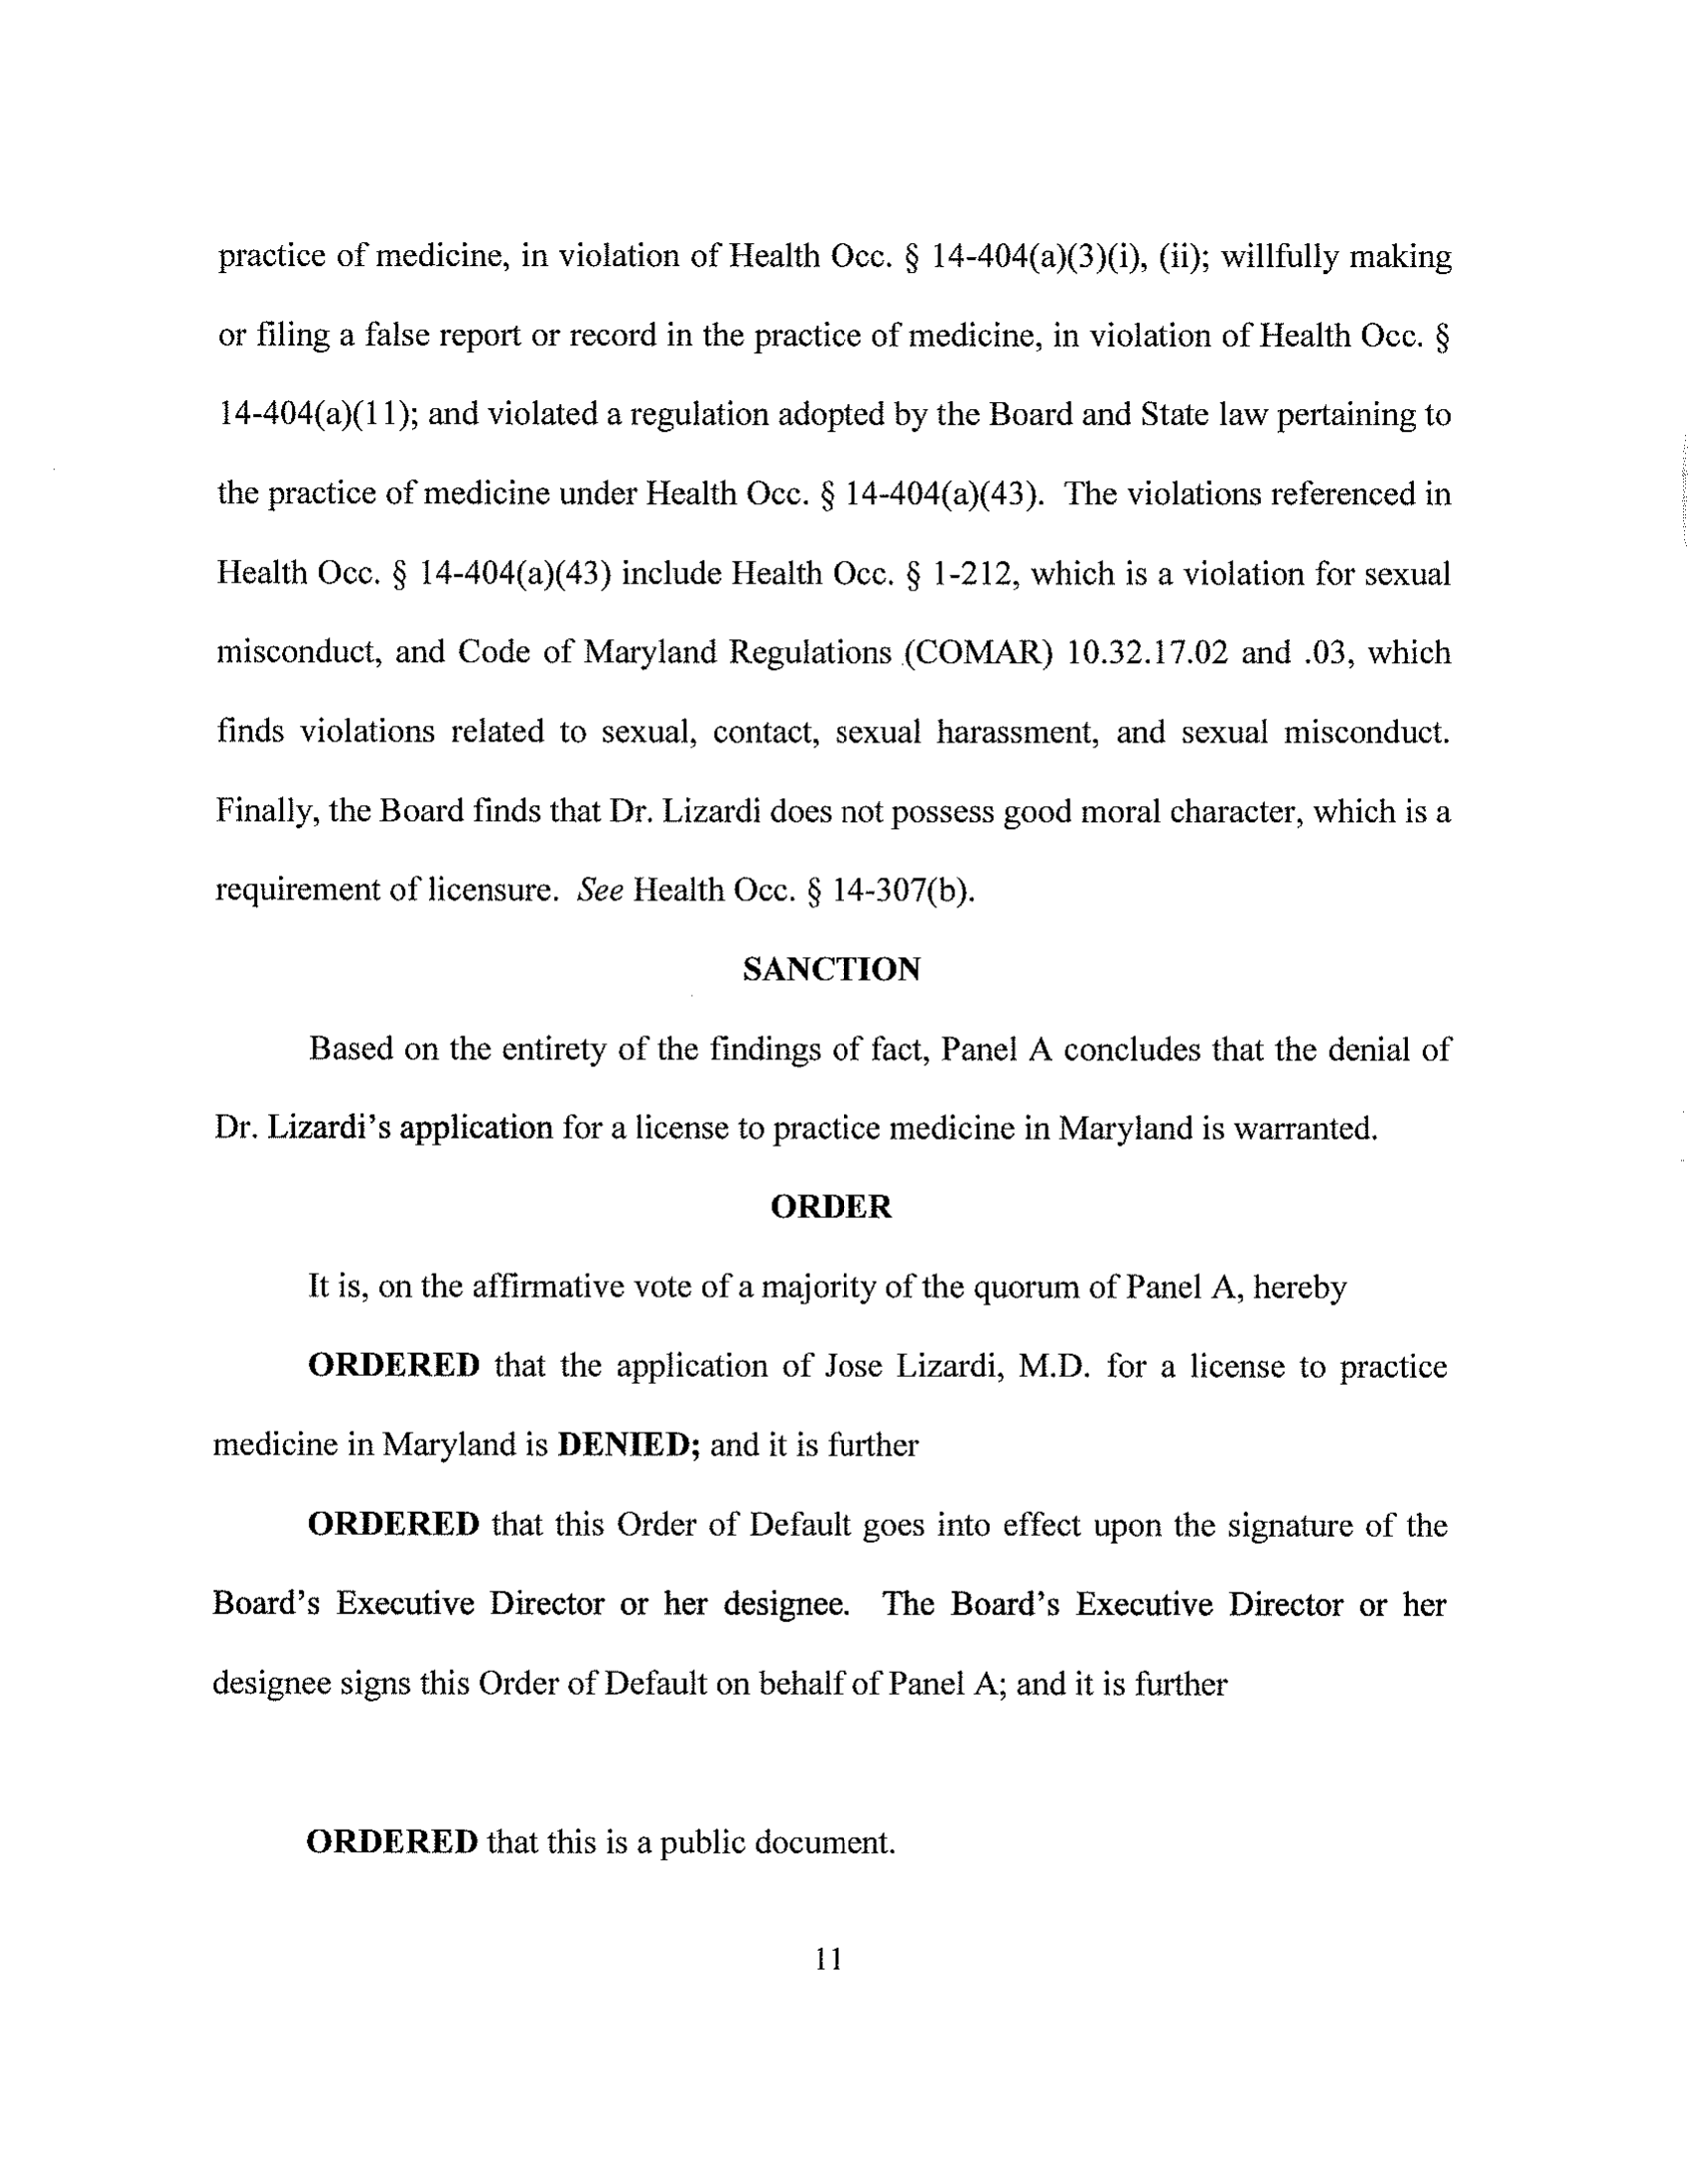 practice of medicine, in violation of Health Occ. § 14-404(a)(3)(i), (ii); willfully making
or filing a false report or record in the practice of medicine, in violation of Health Occ. §
14-404(a)(11); and violated a regulation adopted by the Board and State law pertaining to
the practice of medicine under Health Occ. § 14-404(a)(43). The violations referenced in
Health Occ. § 14-404(a)(43) include Health Occ. § 1-212, which is a violation for sexual
misconduct, and Code of Maryland Regulations (COMAR) 10.32.17.02 and .03, which
finds violations related to sexual, contact, sexual harassment, and sexual misconduct.
Finally, the Board finds that Dr. Lizardi does not possess good moral character, which is a
requirement of licensure. See Health Occ. § 14-307(b).
SANCTION
Based on the entirety of the findings of fact, Panel A concludes that the denial of
Dr. Lizardi's application for a license to practice medicine in Maryland is warranted.
ORDER
It is, on the affirmative vote of a majority of the quorum of Panel A, hereby
ORDERED that the application of Jose Lizardi, M.D. for a license to practice
medicine in Maryland is DENIED; and it is further
ORDERED that this Order of Default goes into effect upon the signature of the
Board's Executive Director or her designee. The Board's Executive Director or her
designee signs this Order of Default on behalf of Panel A; and it is further
ORDERED that this is a public document.
11